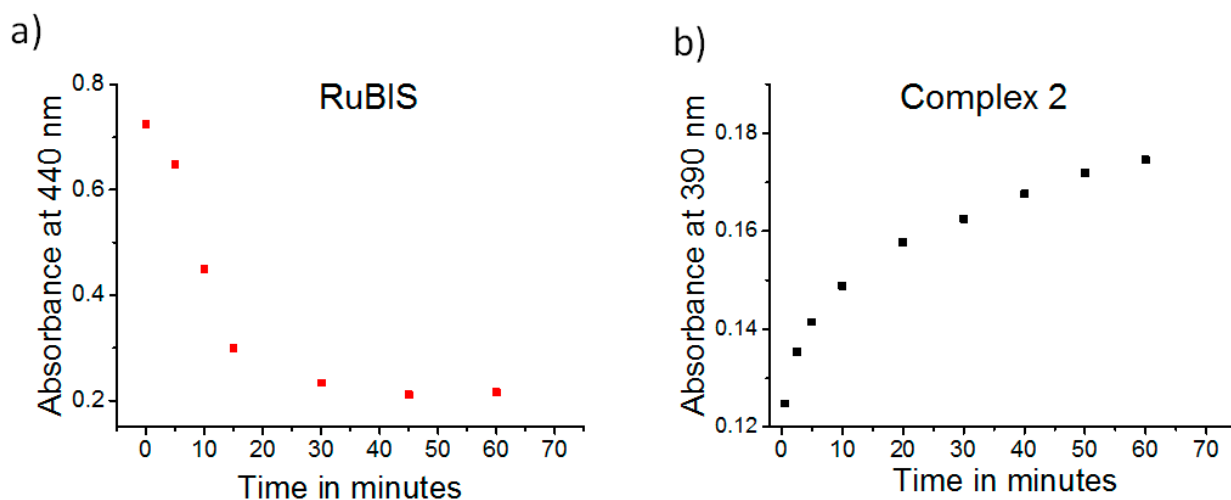 a)
RuBIS
Absorbance at 440 nm
0.8
0.6
0.4
0.2
0 10 20 30 40 50 60 70
Time in minutes
b)
Complex 2
Absorbance at 390 nm
0.18
0.16
0.14
0.12
0 10 20 30 40 50 60 70
Time in minutes